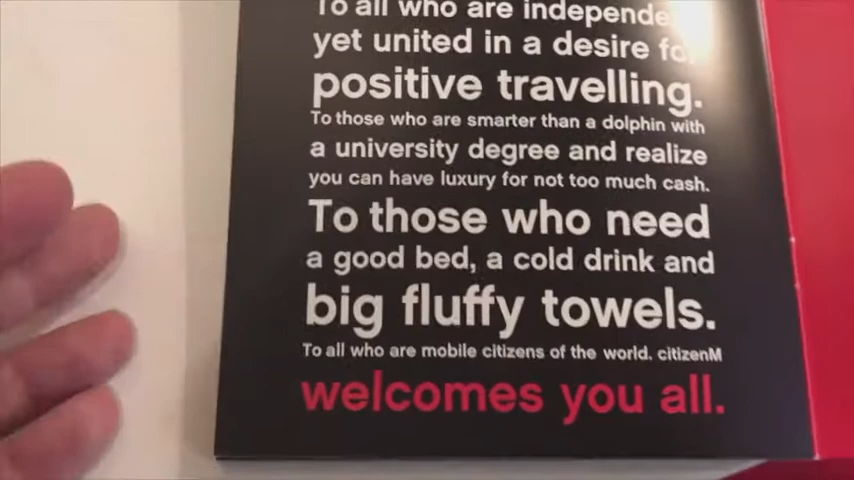 To all who are independent
yet united in a desire for
positive travelling.
To those who are smarter than a dolphin with
a university degree and realize
you can have luxury for not too much cash.
To those who need
a good bed, a cold drink and
big fluffy towels.
To all who are mobile citizens of the world. citizenM
welcomes you all.